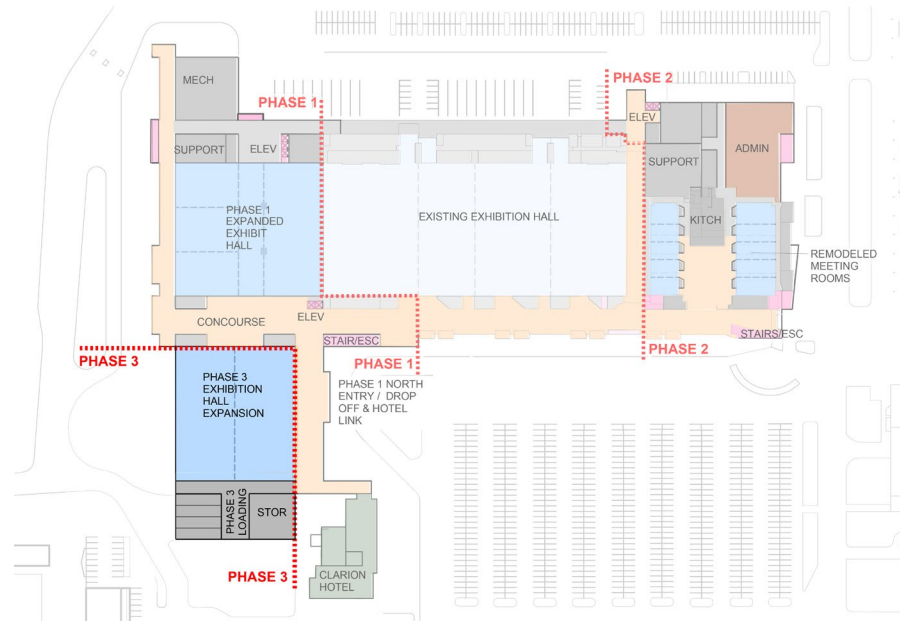 PHASE 2
MECH
PHASE 1
ELEV
SUPPORT
ELEV
ADMIN
SUPPORT
PHASE 1
EXPANDED
EXHIBIT
HALL
EXISTING EXHIBITION HALL
KITCH
REMODELED
MEETING
ROOMS
CONCOURSE
ELEV
STAIR/ESC
STAIRS/ESC
PHASE 3
PHASE 1
PHASE 2
PHASE 3
EXHIBITION
HALL
EXPANSION
PHASE 1 NORTH
ENTRY / DROP
OFF & HOTEL
LINK
PHASE 3
LOADING
STOR
PHASE 3
CLARION
HOTEL